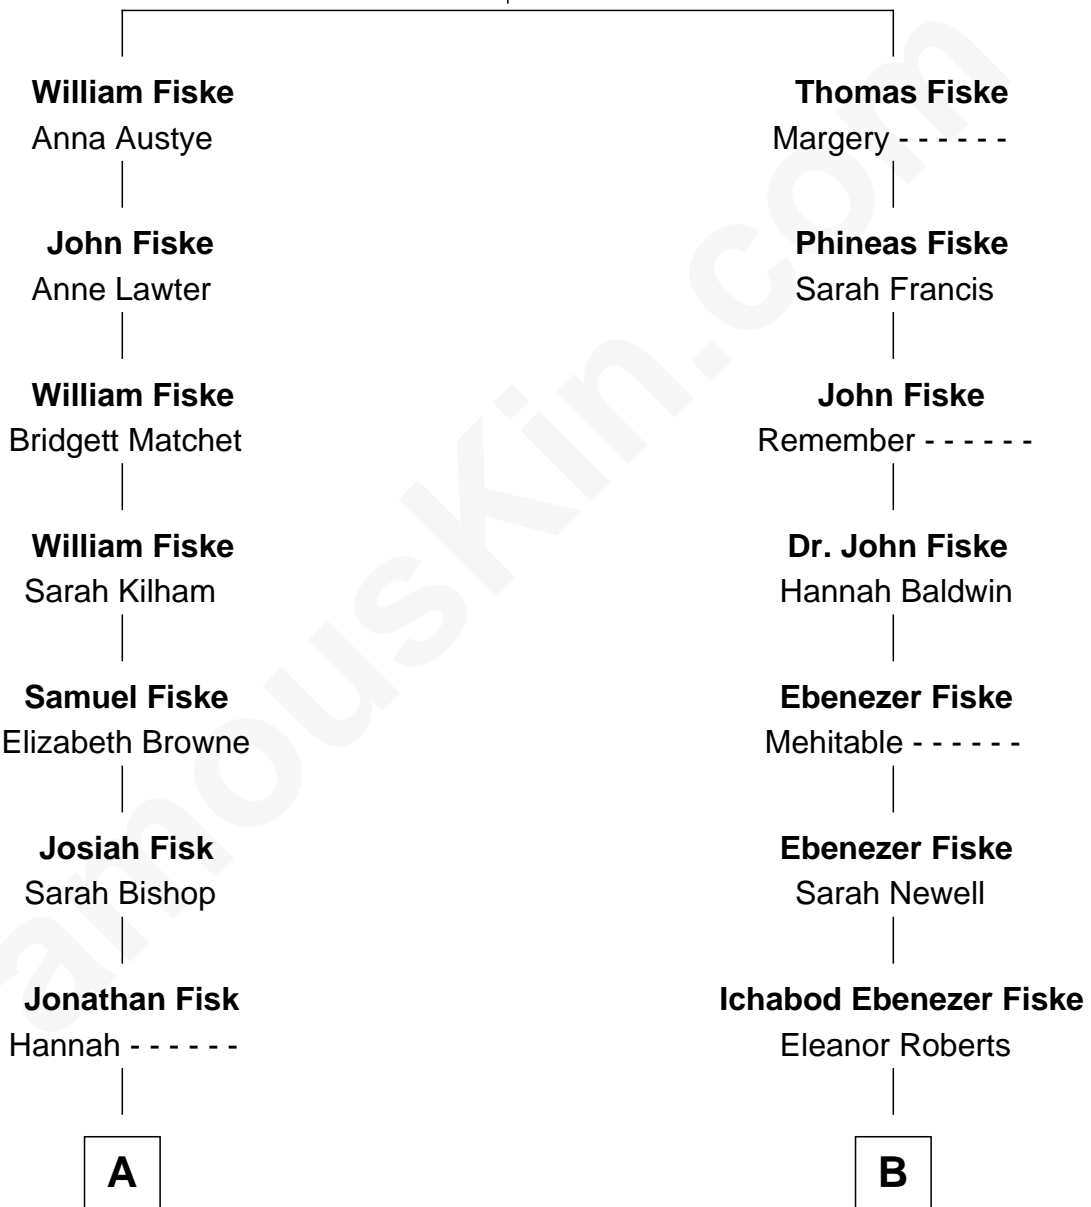 William Fiske
Anna Austye
John Fiske
Anne Lawter
William Fiske
Bridgett Matchet
William Fiske
Sarah Kilham
Samuel Fiske
Elizabeth Browne
Josiah Fisk
Sarah Bishop
Jonathan Fisk
Hannah - - - - - -
A
Thomas Fiske
Margery - - - - - -
Phineas Fiske
Sarah Francis
John Fiske
Remember - - - - - -
Dr. John Fiske
Hannah Baldwin
Ebenezer Fiske
Mehitable - - - - - -
Ebenezer Fiske
Sarah Newell
Ichabod Ebenezer Fiske
Eleanor Roberts
B
amousKin.com